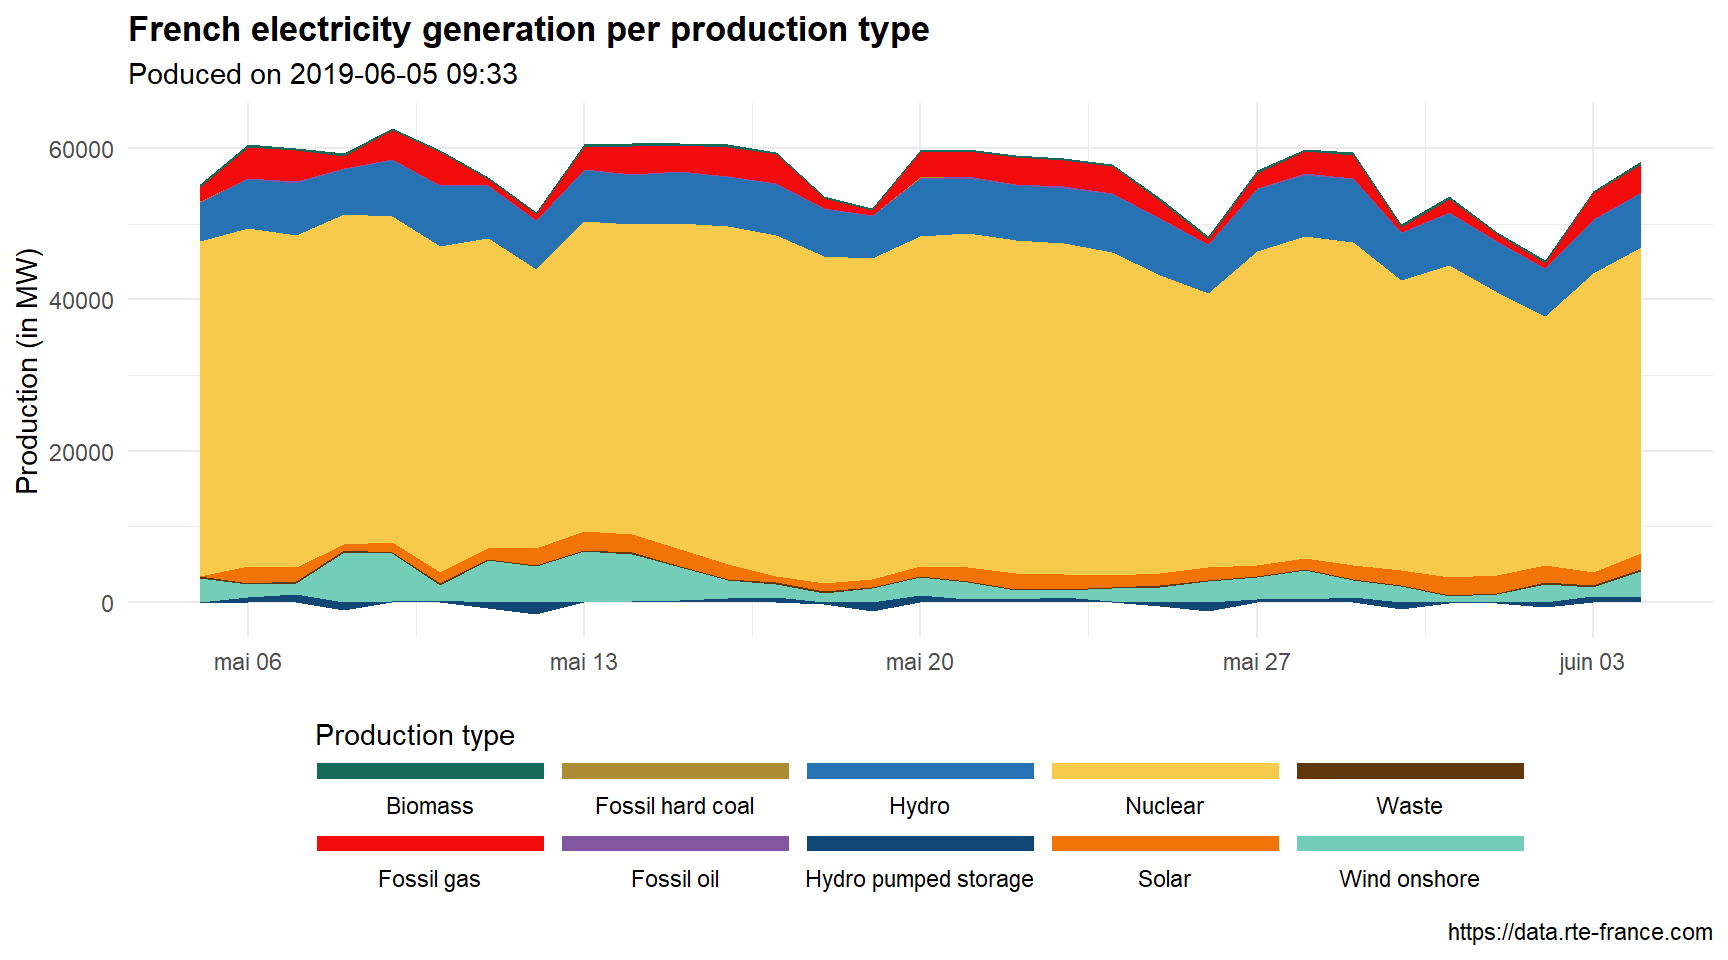 French electricity generation per production type
Poduced on 2019-06-05 09:33
Production (in MW)
60000
40000
20000
0
mai 06 mai 13 mai 20 mai 27 juin 03
Production type
Biomass Fossil hard coal Hydro Nuclear Waste
Fossil gas Fossil oil Hydro pumped storage Solar Wind onshore
https://data.rte-france.com